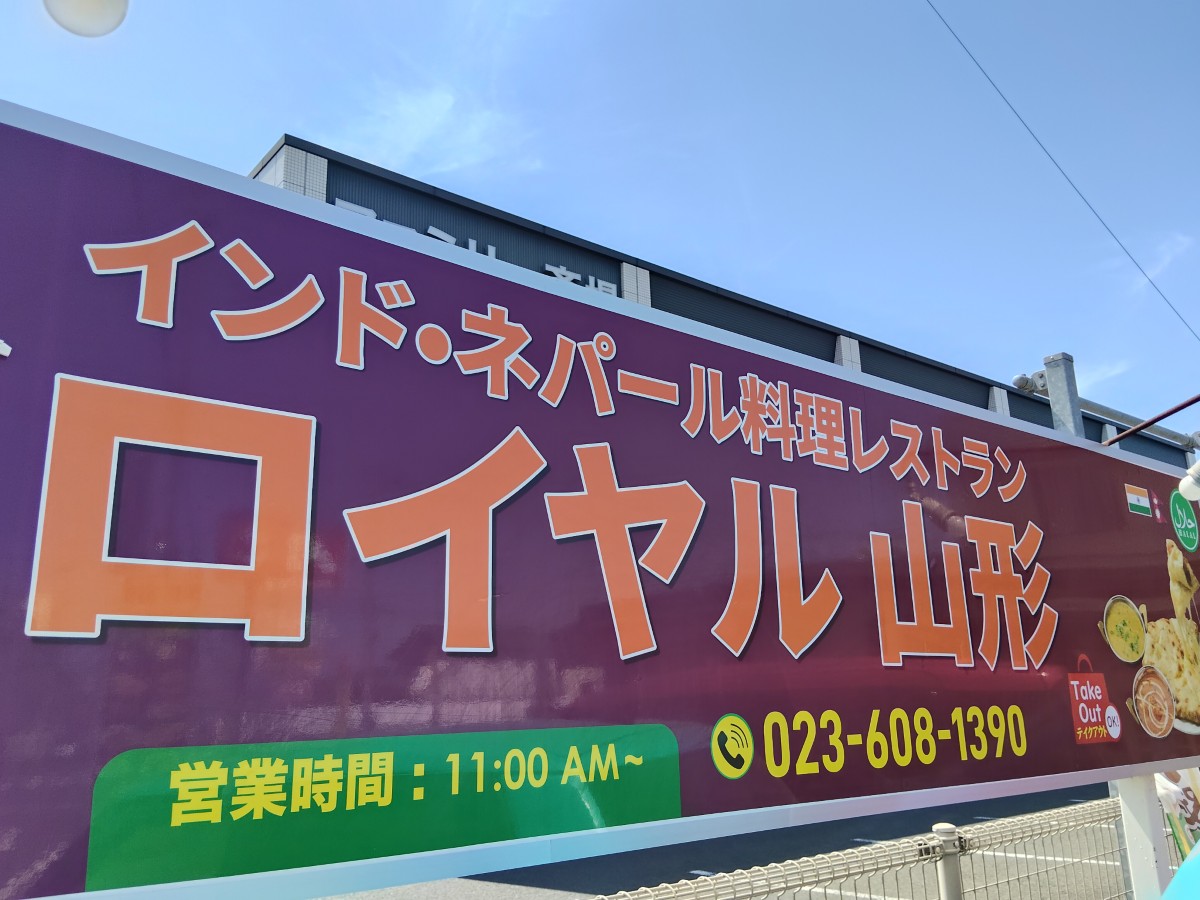 インド・ネパール料理レストラン
ロイヤル 山形
حلال
HALAL
Take
Out
OK!
テイクアウト
023-608-1390
営業時間：11:00 AM~